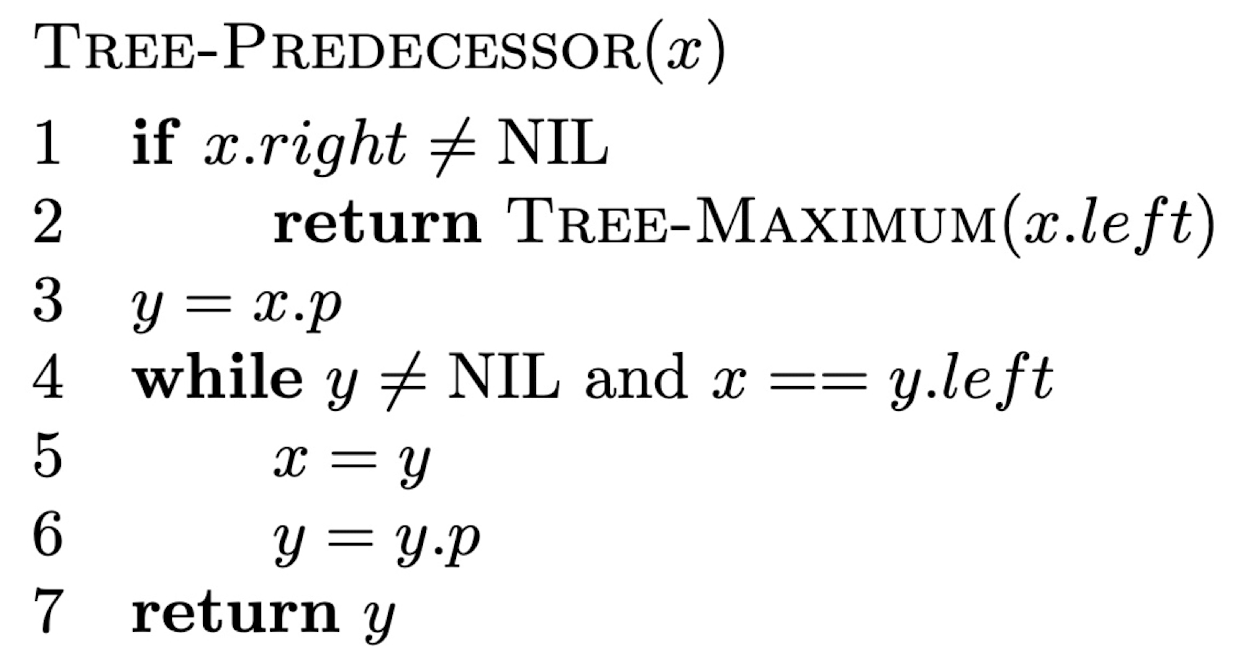 TREE-PREDECESSOR(x)
1 if x.right ≠ NIL
2 return TREE-MAXIMUM(x.left)
3 y = x.p
4 while y ≠ NIL and x == y.left
5 x = y
6 y = y.p
7 return y